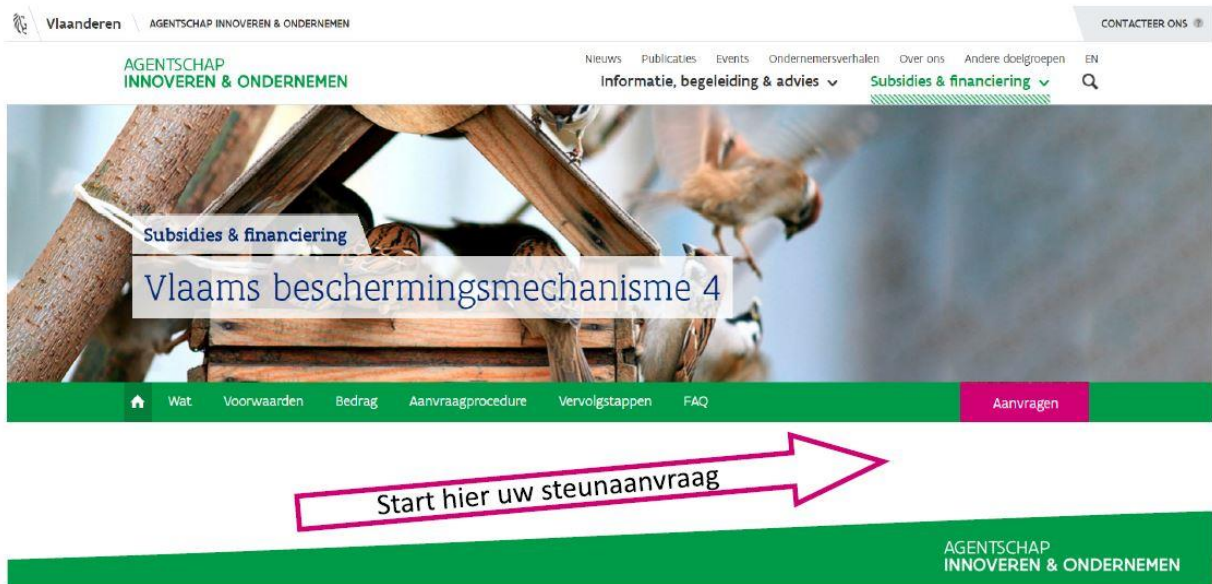 Vlaanderen AGENTSCHAP INNOVEREN & ONDERNEMEN CONTACTEER ONS
AGENTSCHAP
INNOVEREN & ONDERNEMEN
Nieuws Publicaties Events Ondernemersverhalen Over ons Andere doelgroepen EN
Informatie, begeleiding & advies Subsidies & financiering
Subsidies & financiering
Vlaams beschermingsmechanisme 4
Wat Voorwaarden Bedrag Aanvraagprocedure Vervolgstappen FAQ Aanvragen
Start hier uw steunaanvraag
AGENTSCHAP
INNOVEREN & ONDERNEMEN